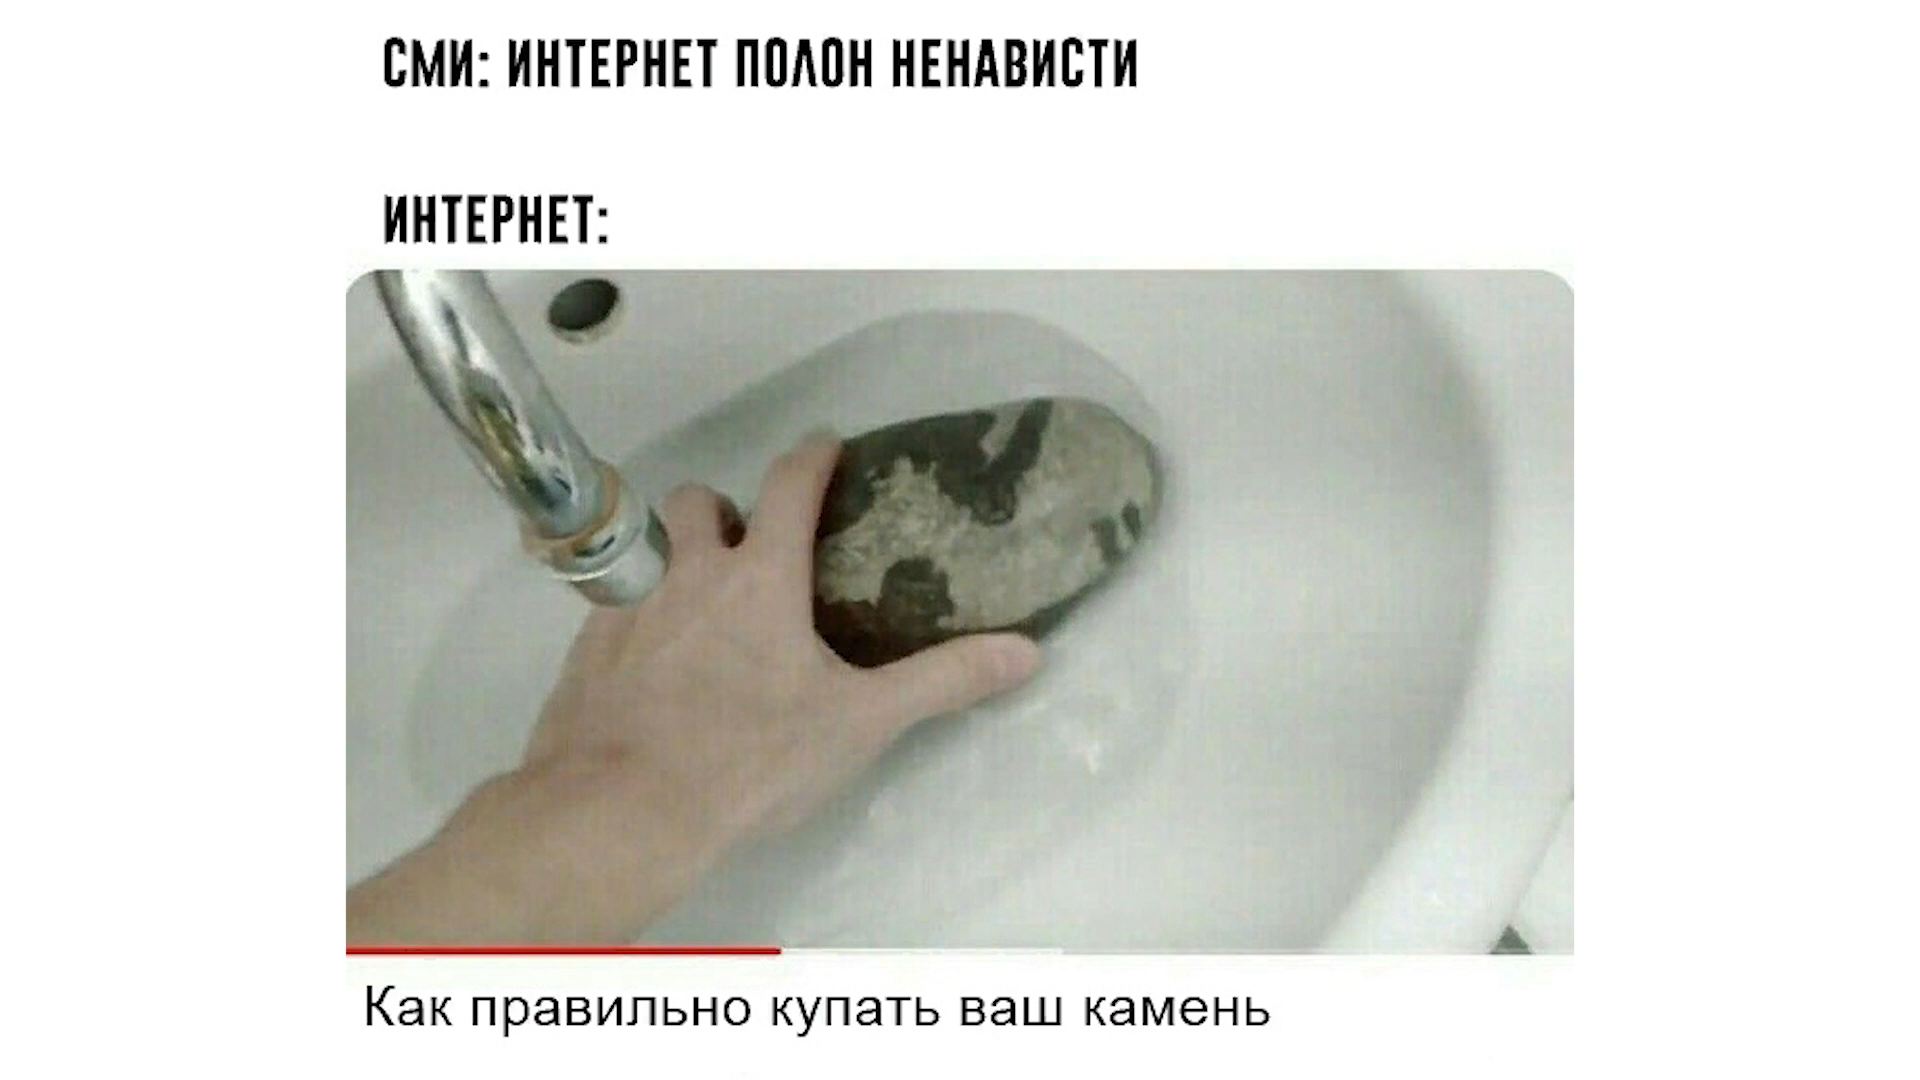 СМИ: ИНТЕРНЕТ ПОЛОН НЕНАВИСТИ
ИНТЕРНЕТ:
Как правильно купать ваш камень